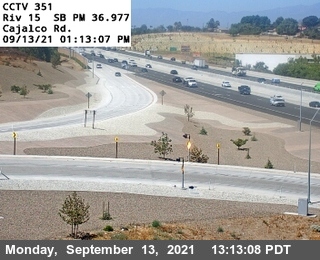 CCTV 351
Riv 15 SB PM 36.977
Cajalco Rd.
09/13/21 01:13:07 PM
Monday, September 13, 2021 13:13:08 PDT